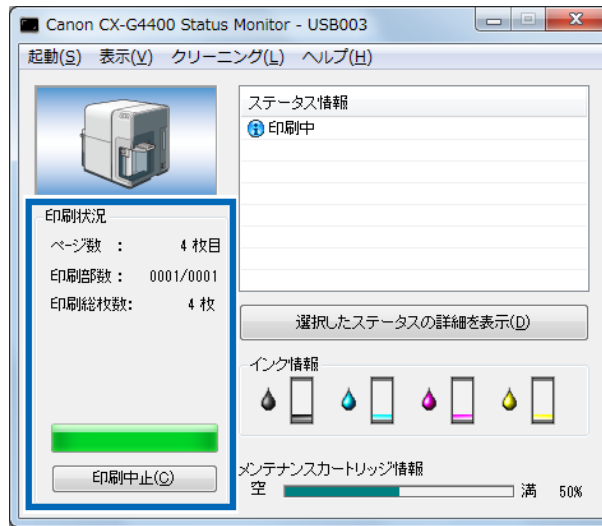 Canon CX-G4400 Status Monitor - USB003
起動(S) 表示(V) クリーニング(L) ヘルプ(H)
ステータス情報
印刷中
印刷状況
ページ数 : 4 枚目
印刷部数 : 0001/0001
印刷総枚数: 4 枚
印刷中止(C)
選択したステータスの詳細を表示(D)
インク情報
メンテナンスカートリッジ情報
空 満 50%